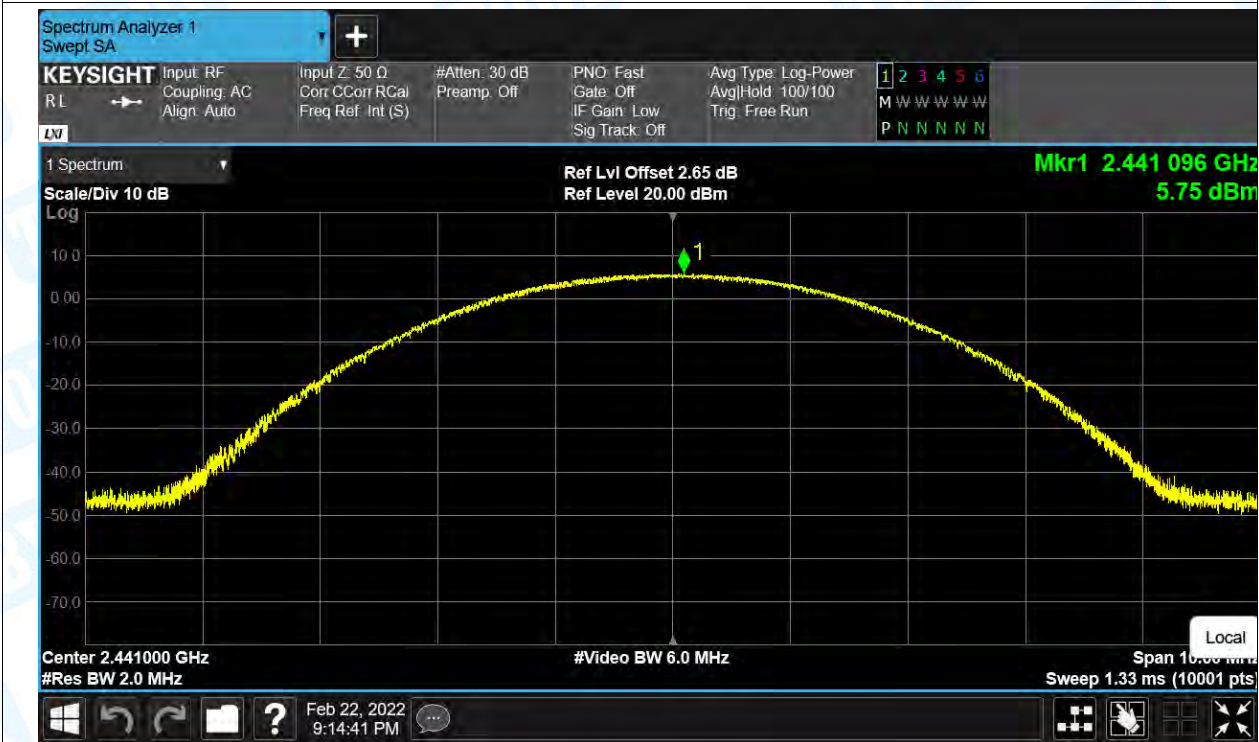 Spectrum Analyzer 1
Swept SA
+
KEYSIGHT
RL
LXI
Input: RF
Coupling: AC
Align: Auto
Input Z: 50 Ω
Corr CCorr RCal
Freq Ref: Int (S)
#Atten: 30 dB
Preamp: Off
PNO: Fast
Gate: Off
IF Gain: Low
Sig Track: Off
Avg Type: Log-Power
Avg|Hold: 100/100
Trig: Free Run
1 2 3 4 5 6
M W W W W W W
P N N N N N N
1 Spectrum
Scale/Div 10 dB
Log
Ref Lvl Offset 2.65 dB
Ref Level 20.00 dBm
Mkr1 2.441 096 GHz
5.75 dBm
1
10.0
0.00
-10.0
-20.0
-30.0
-40.0
-50.0
-60.0
-70.0
Local
Center 2.441000 GHz
#Res BW 2.0 MHz
#Video BW 6.0 MHz
Span 10.00 MHz
Sweep 1.33 ms (10001 pts)
?
Feb 22, 2022
9:14:41 PM